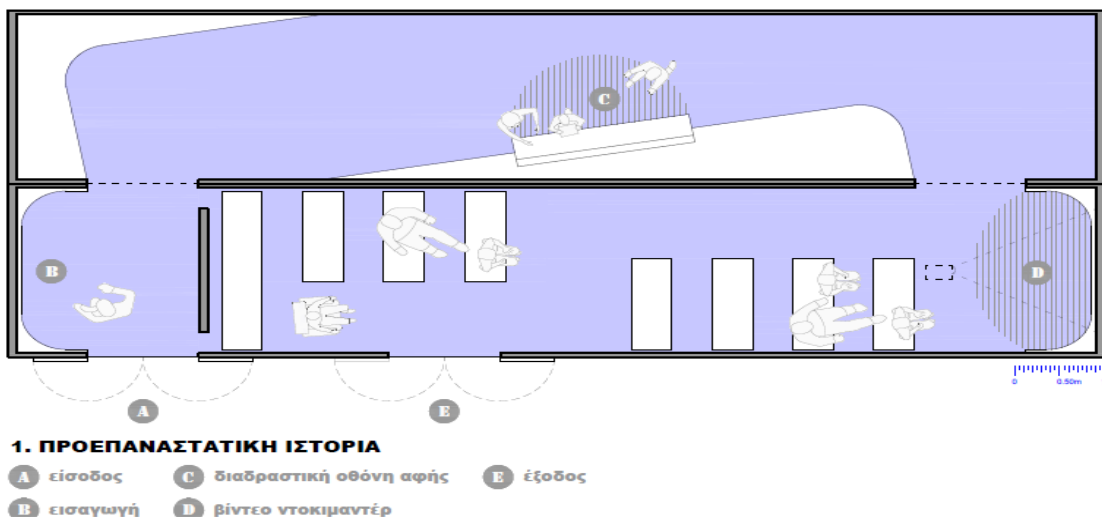 C
B
D
0 0.50m
A E
1. ΠΡΟΕΠΑΝΑΣΤΑΤΙΚΗ ΙΣΤΟΡΙΑ
A είσοδος C διαδραστική οθόνη αφής E έξοδος
B εισαγωγή D βίντεο ντοκιμαντέρ